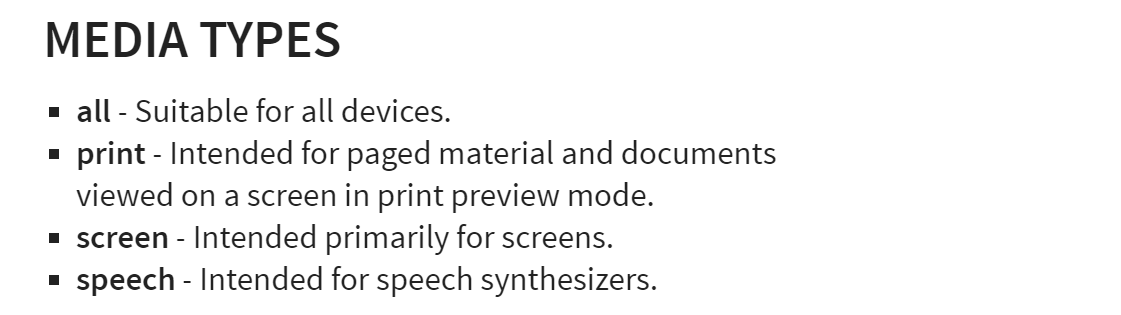 MEDIA TYPES
▪ all - Suitable for all devices.
▪ print - Intended for paged material and documents
viewed on a screen in print preview mode.
▪ screen - Intended primarily for screens.
▪ speech - Intended for speech synthesizers.